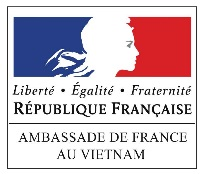 Liberté • Égalité • Fraternité
RÉPUBLIQUE FRANÇAISE
AMBASSADE DE FRANCE
AU VIETNAM